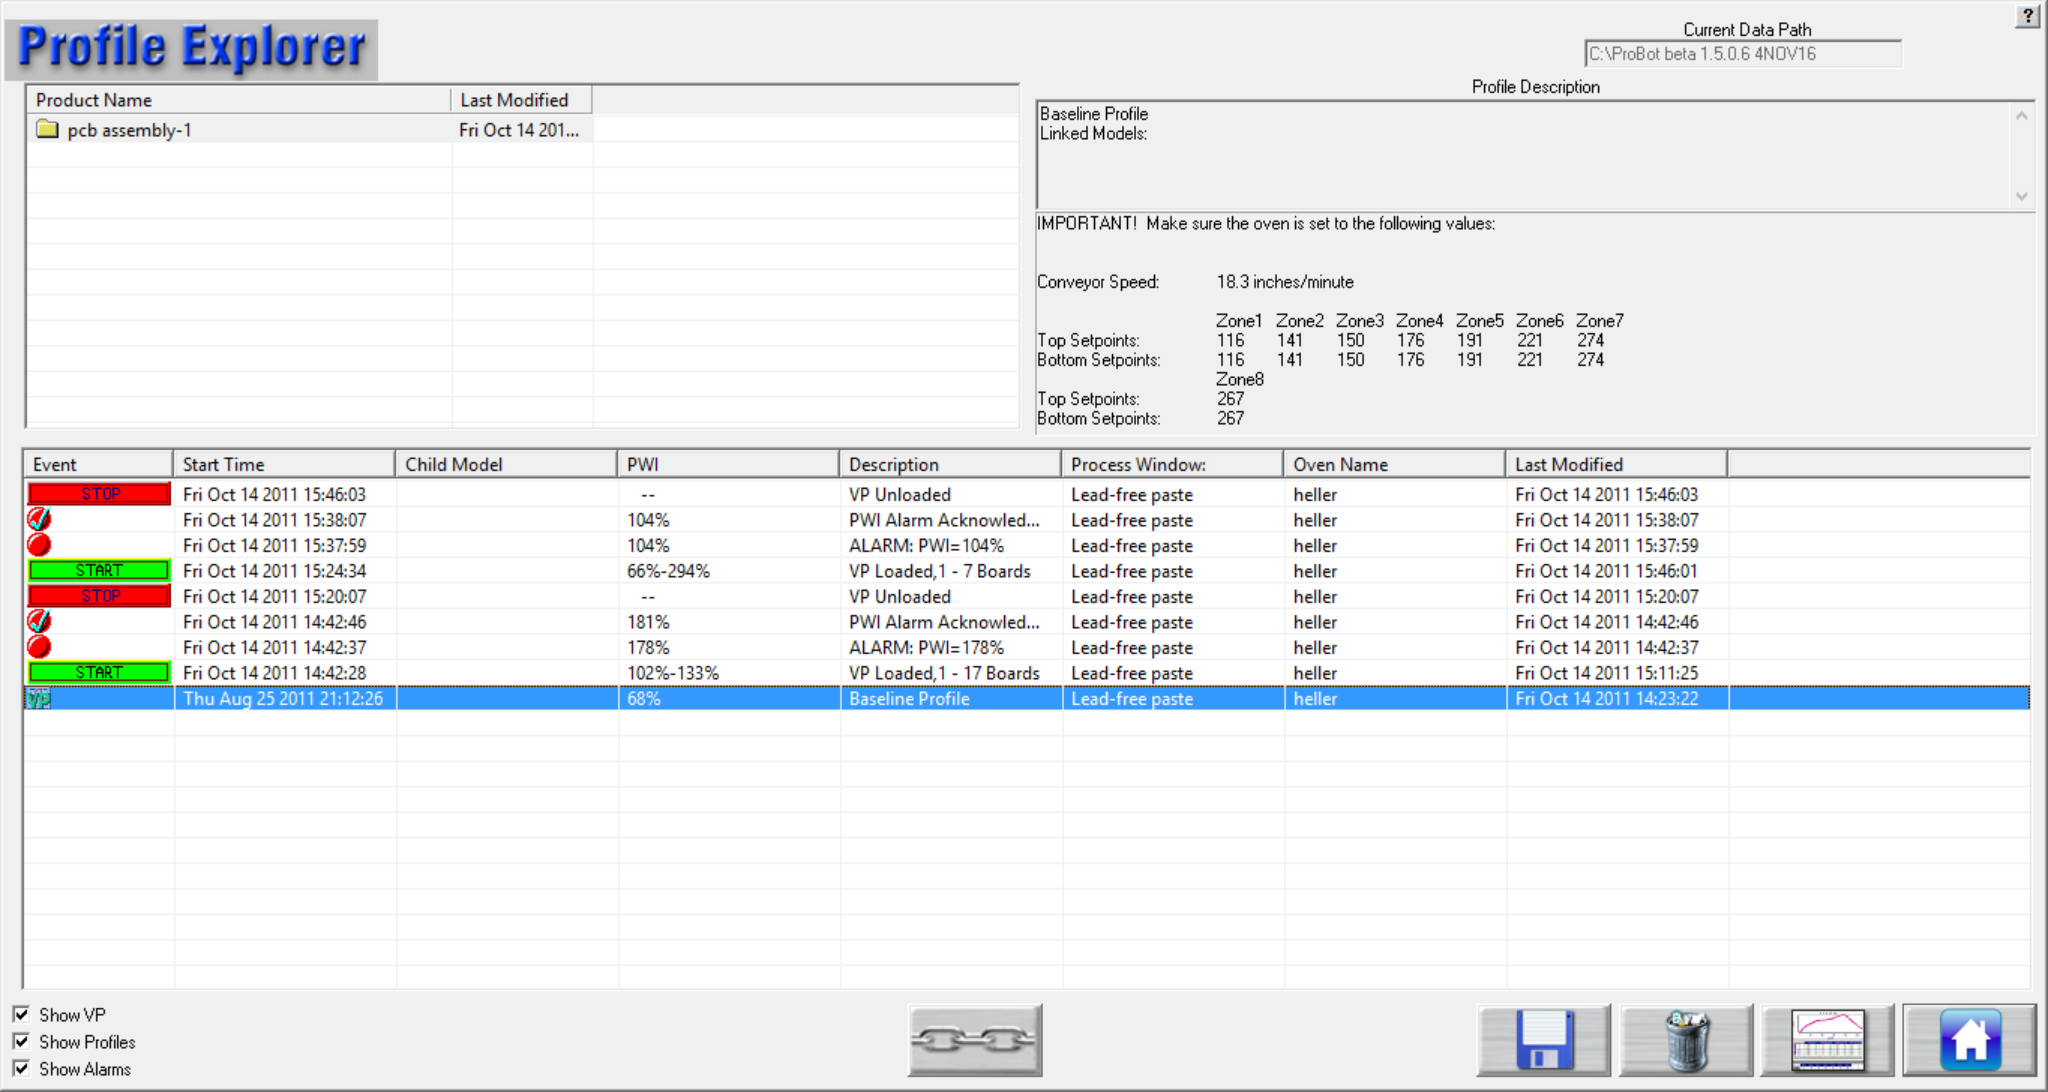 Profile Explorer
?
Current Data Path
C:\ProBot beta 1.5.0.6 4NOV16
Product Name Last Modified
pcb assembly-1 Fri Oct 14 201...
Profile Description
Baseline Profile
Linked Models:
IMPORTANT! Make sure the oven is set to the following values:
Conveyor Speed: 18.3 inches/minute
Zone1 Zone2 Zone3 Zone4 Zone5 Zone6 Zone7
Top Setpoints: 116 141 150 176 191 221 274
Bottom Setpoints: 116 141 150 176 191 221 274
Zone8
Top Setpoints: 267
Bottom Setpoints: 267
Event Start Time Child Model PWI Description Process Window: Oven Name Last Modified
STOP Fri Oct 14 2011 15:46:03 -- VP Unloaded Lead-free paste heller Fri Oct 14 2011 15:46:03
Fri Oct 14 2011 15:38:07 104% PWI Alarm Acknowled... Lead-free paste heller Fri Oct 14 2011 15:38:07
Fri Oct 14 2011 15:37:59 104% ALARM: PWI=104% Lead-free paste heller Fri Oct 14 2011 15:37:59
START Fri Oct 14 2011 15:24:34 66%-294% VP Loaded,1 - 7 Boards Lead-free paste heller Fri Oct 14 2011 15:46:01
STOP Fri Oct 14 2011 15:20:07 -- VP Unloaded Lead-free paste heller Fri Oct 14 2011 15:20:07
Fri Oct 14 2011 14:42:46 181% PWI Alarm Acknowled... Lead-free paste heller Fri Oct 14 2011 14:42:46
Fri Oct 14 2011 14:42:37 178% ALARM: PWI=178% Lead-free paste heller Fri Oct 14 2011 14:42:37
START Fri Oct 14 2011 14:42:28 102%-133% VP Loaded,1 - 17 Boards Lead-free paste heller Fri Oct 14 2011 15:11:25
VP Thu Aug 25 2011 21:12:26 68% Baseline Profile Lead-free paste heller Fri Oct 14 2011 14:23:22
Show VP
Show Profiles
Show Alarms